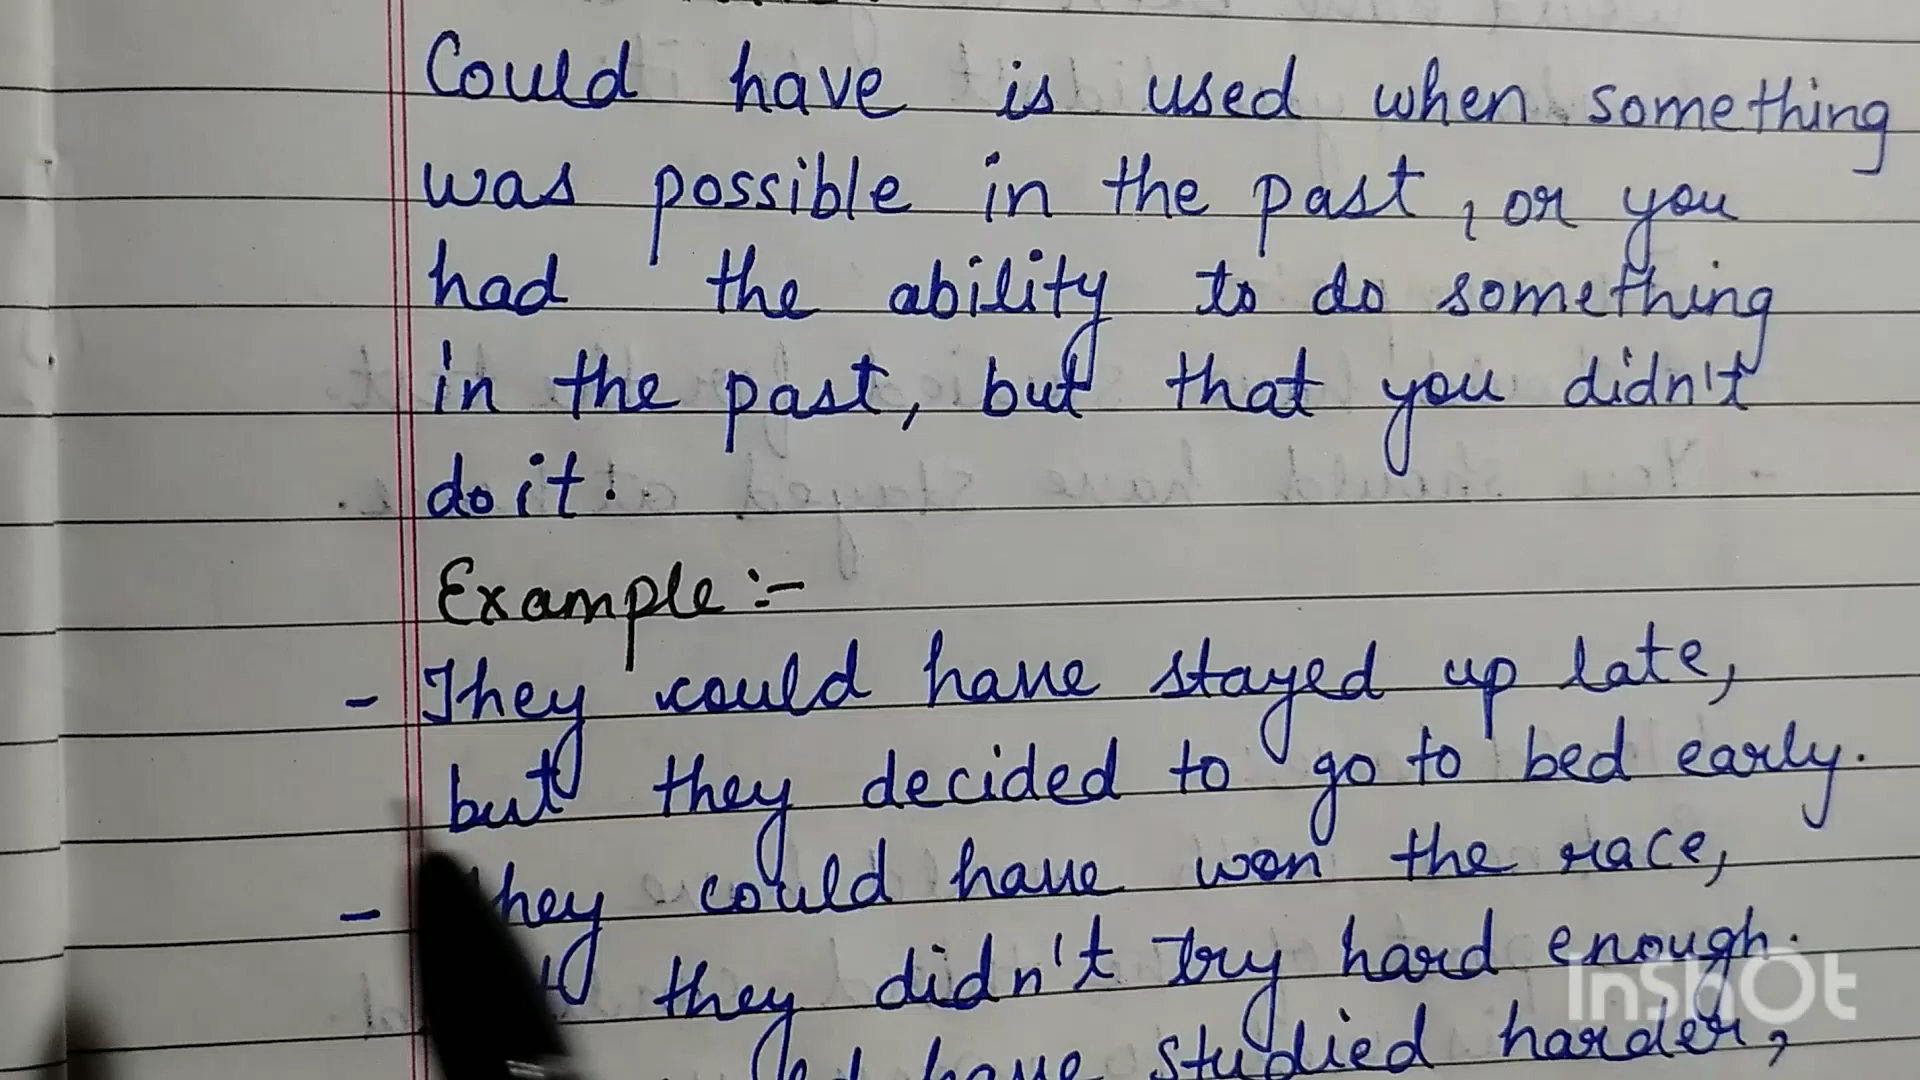 Could have is used when something
was possible in the past, or you
had the ability to do something
in the past, but that you didn't
do it.
Example :-
- They could have stayed up late,
but they decided to go to bed early.
- they could have won the race,
they didn't try hard enough.
have studied harder,
InShOt